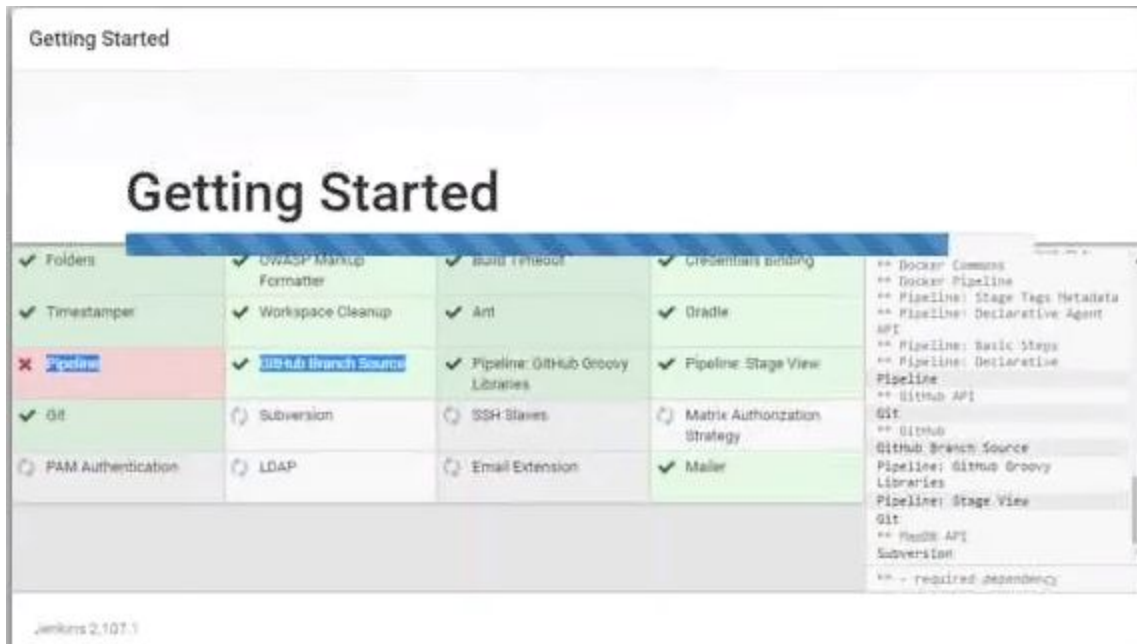 Getting Started
Getting Started
Folders
OWASP Markup
Formatter
Build Timeout
Credentials Binding
Timestamper
Workspace Cleanup
Ant
Gradle
Pipeline
GitHub Branch Source
Pipeline: GitHub Groovy
Libraries
Pipeline: Stage View
Git
Subversion
SSH Slaves
Matrix Authorization
Strategy
PAM Authentication
LDAP
Email Extension
Mailer
** Docker Commons
** Docker Pipeline
** Pipeline: Stage Tags Metadata
** Pipeline: Declarative Agent
API
** Pipeline: Basic Steps
** Pipeline: Declarative
Pipeline
** GitHub API
Git
** GitHub
GitHub Branch Source
Pipeline: GitHub Groovy
Libraries
Pipeline: Stage View
Git
** MapDB API
Subversion
** - required dependency
Jenkins 2.107.1